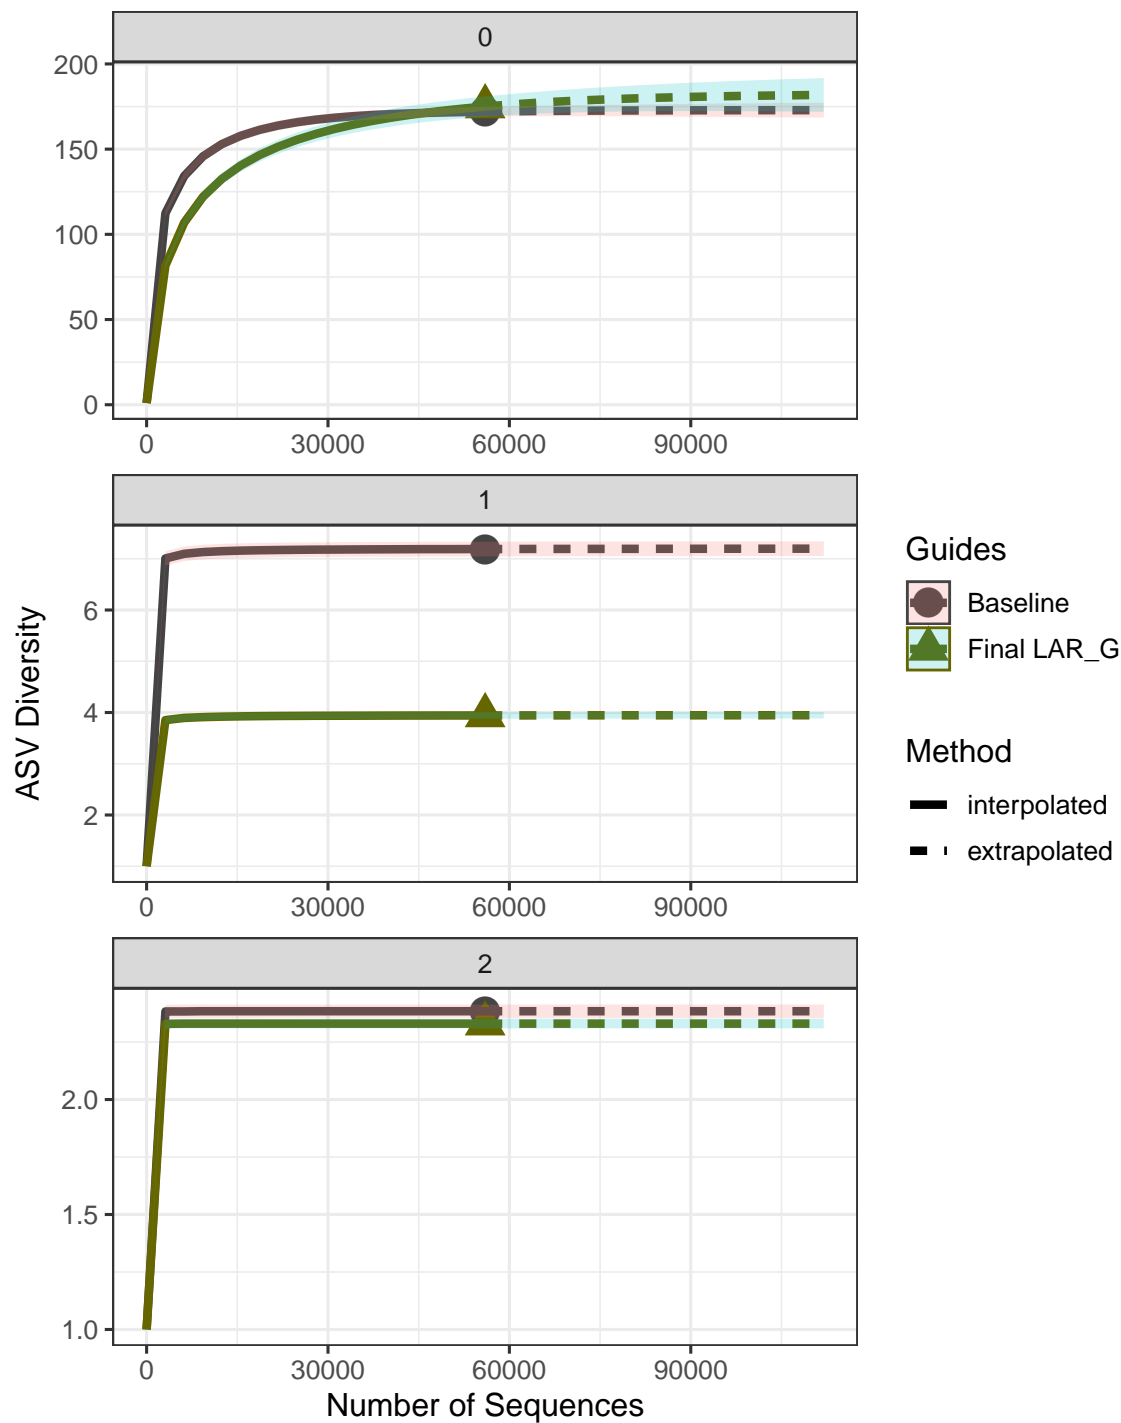 0
200
150
100
50
0
0 30000 60000 90000
1
6
4
2
0 30000 60000 90000
2
2.0
1.5
1.0
0 30000 60000 90000
Number of Sequences
ASV Diversity
Guides
Baseline
Final LAR_G
Method
interpolated
extrapolated